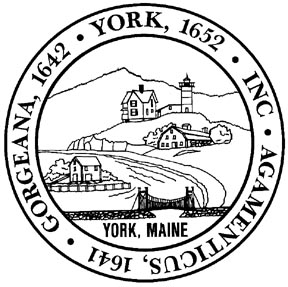 GORGEANA, 1642 • YORK, 1652 • INC • AGAMENTICUS, 1641 •
YORK, MAINE